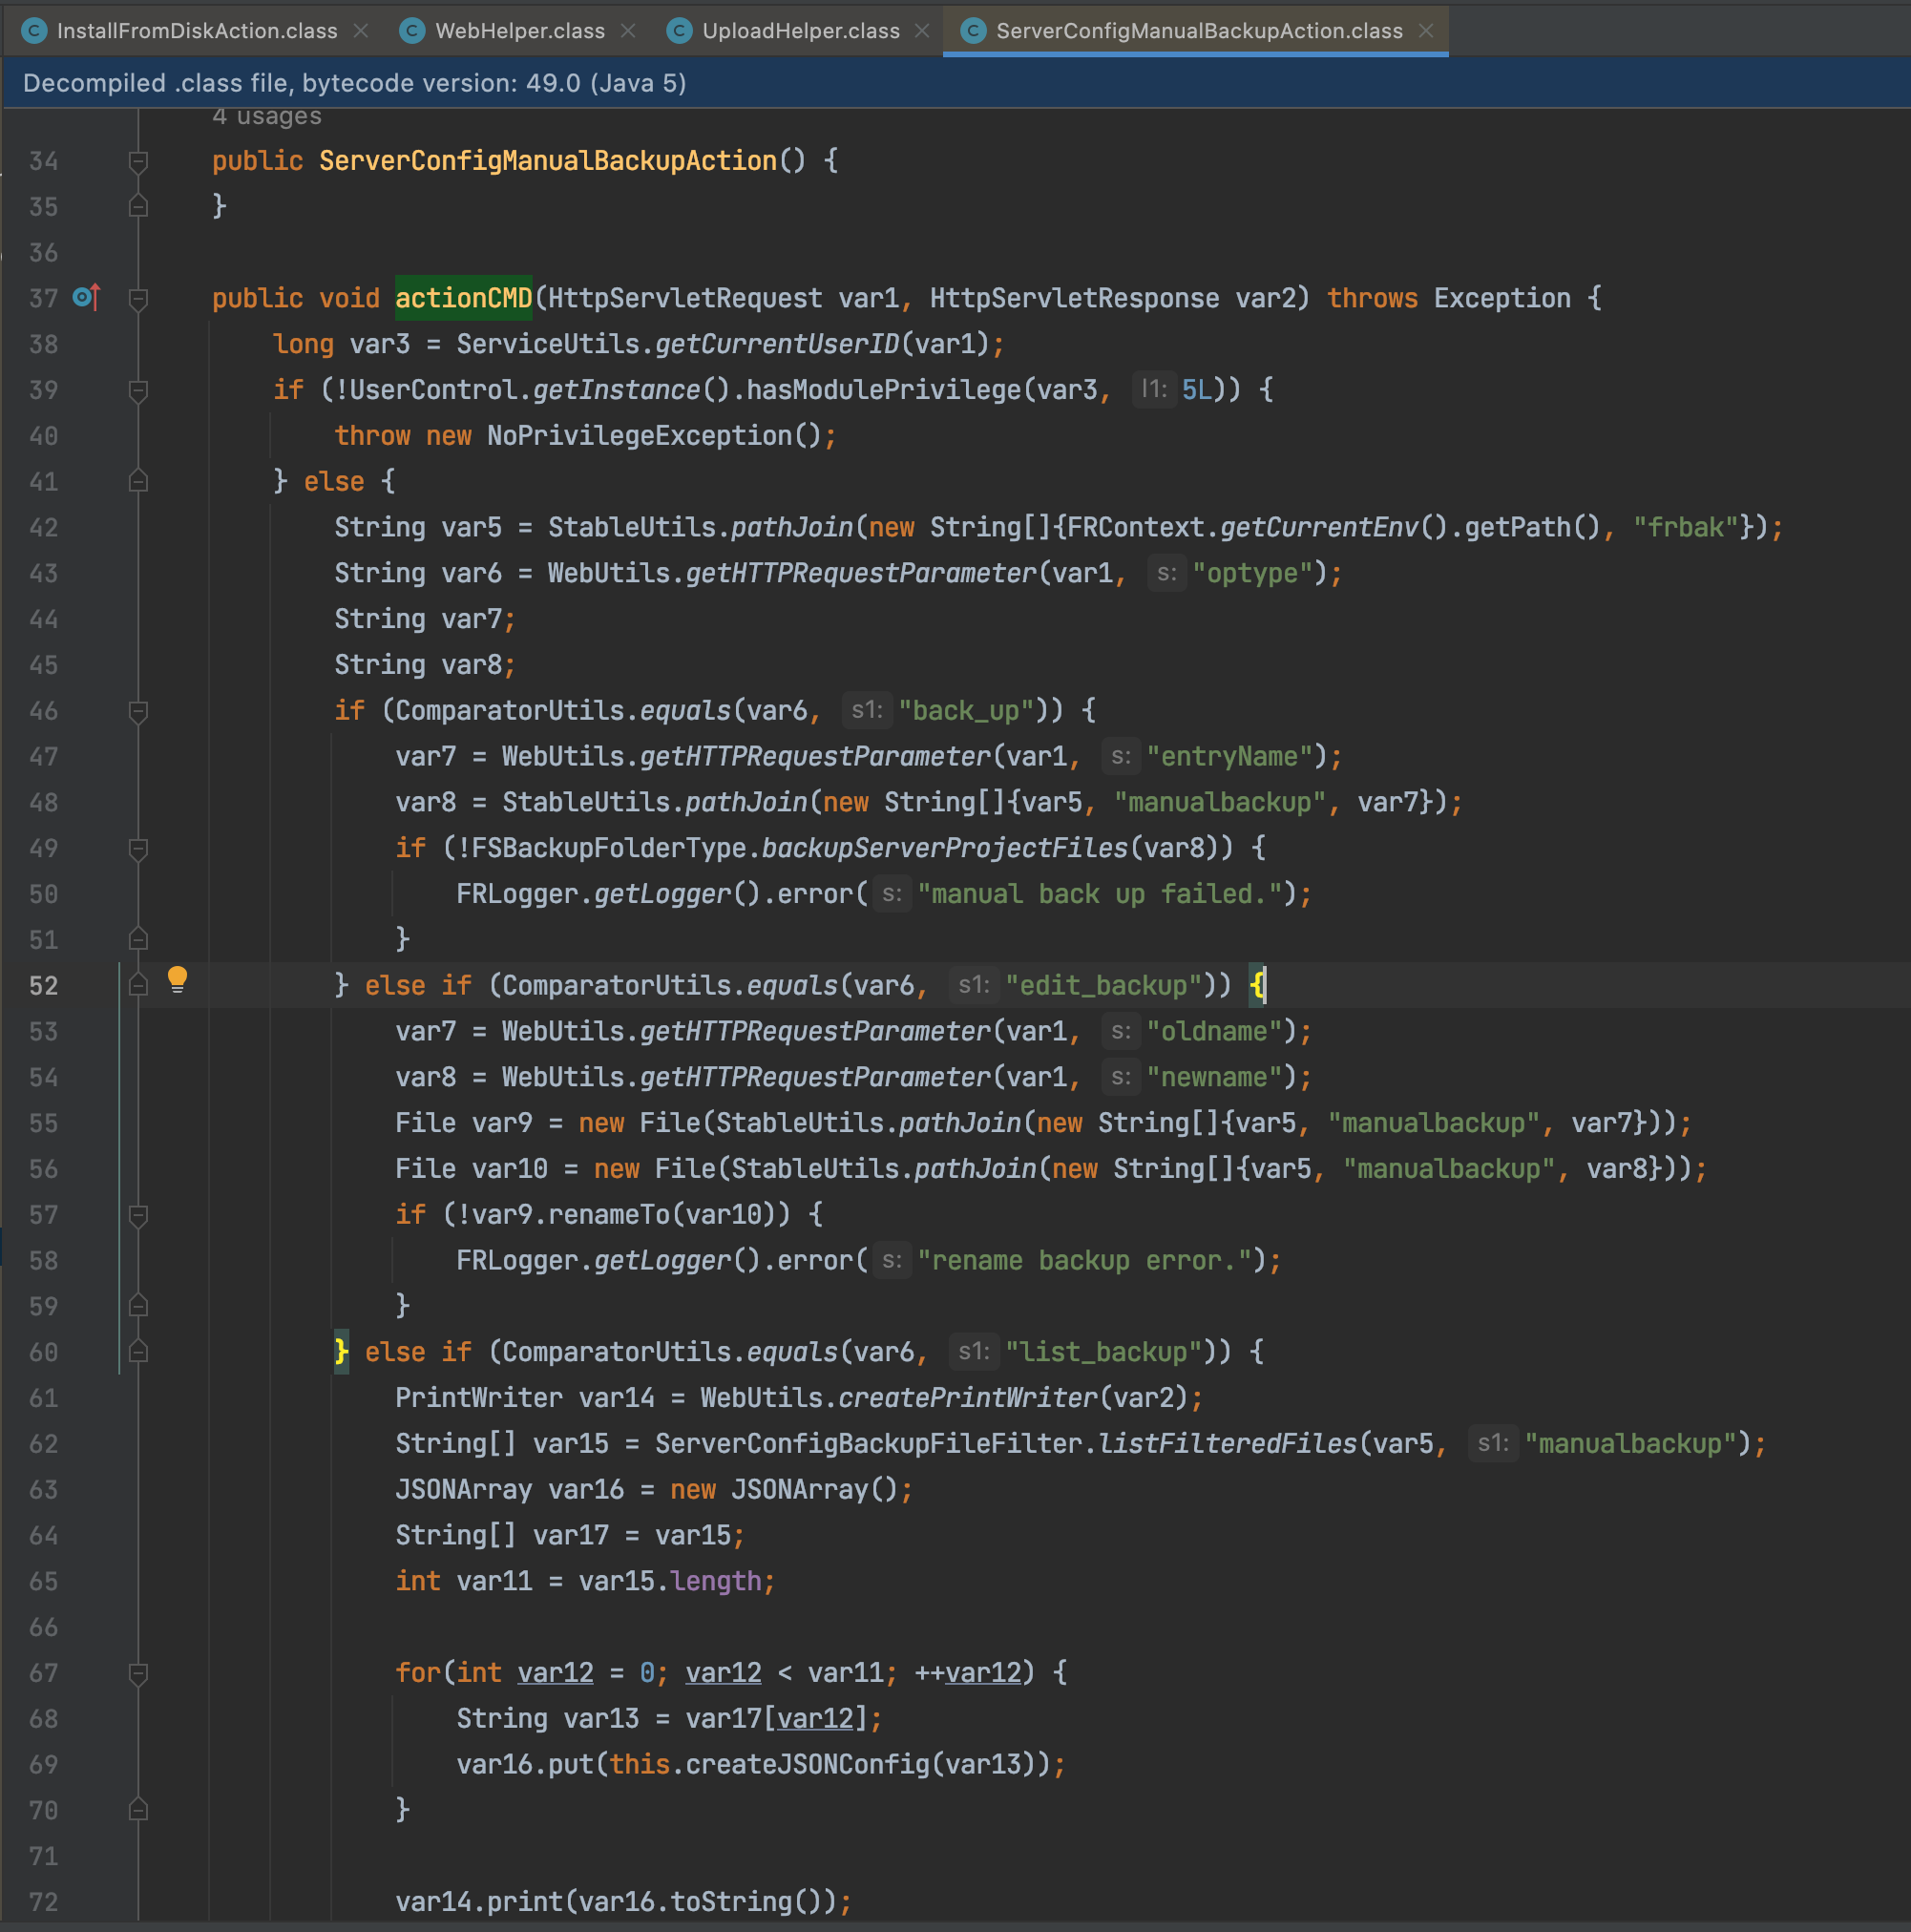 InstallFromDiskAction.class WebHelper.class UploadHelper.class ServerConfigManualBackupAction.class
Decompiled .class file, bytecode version: 49.0 (Java 5)
4 usages
34 public ServerConfigManualBackupAction() {
35 }
36
37 public void actionCMD(HttpServletRequest var1, HttpServletResponse var2) throws Exception {
38 long var3 = ServiceUtils.getCurrentUserID(var1);
39 if (!UserControl.getInstance().hasModulePrivilege(var3, l1: 5L)) {
40 throw new NoPrivilegeException();
41 } else {
42 String var5 = StableUtils.pathJoin(new String[]{FRContext.getCurrentEnv().getPath(), "frbak"});
43 String var6 = WebUtils.getHTTPRequestParameter(var1, s: "optype");
44 String var7;
45 String var8;
46 if (ComparatorUtils.equals(var6, s1: "back_up")) {
47 var7 = WebUtils.getHTTPRequestParameter(var1, s: "entryName");
48 var8 = StableUtils.pathJoin(new String[]{var5, "manualbackup", var7});
49 if (!FSBackupFolderType.backupServerProjectFiles(var8)) {
50 FRLogger.getLogger().error( s: "manual back up failed.");
51 }
52 } else if (ComparatorUtils.equals(var6, s1: "edit_backup")) {
53 var7 = WebUtils.getHTTPRequestParameter(var1, s: "oldname");
54 var8 = WebUtils.getHTTPRequestParameter(var1, s: "newname");
55 File var9 = new File(StableUtils.pathJoin(new String[]{var5, "manualbackup", var7}));
56 File var10 = new File(StableUtils.pathJoin(new String[]{var5, "manualbackup", var8}));
57 if (!var9.renameTo(var10)) {
58 FRLogger.getLogger().error( s: "rename backup error.");
59 }
60 } else if (ComparatorUtils.equals(var6, s1: "list_backup")) {
61 PrintWriter var14 = WebUtils.createPrintWriter(var2);
62 String[] var15 = ServerConfigBackupFileFilter.listFilteredFiles(var5, s1: "manualbackup");
63 JSONArray var16 = new JSONArray();
64 String[] var17 = var15;
65 int var11 = var15.length;
66
67 for(int var12 = 0; var12 < var11; ++var12) {
68 String var13 = var17[var12];
69 var16.put(this.createJSONConfig(var13));
70 }
71
72 var14.print(var16.toString());